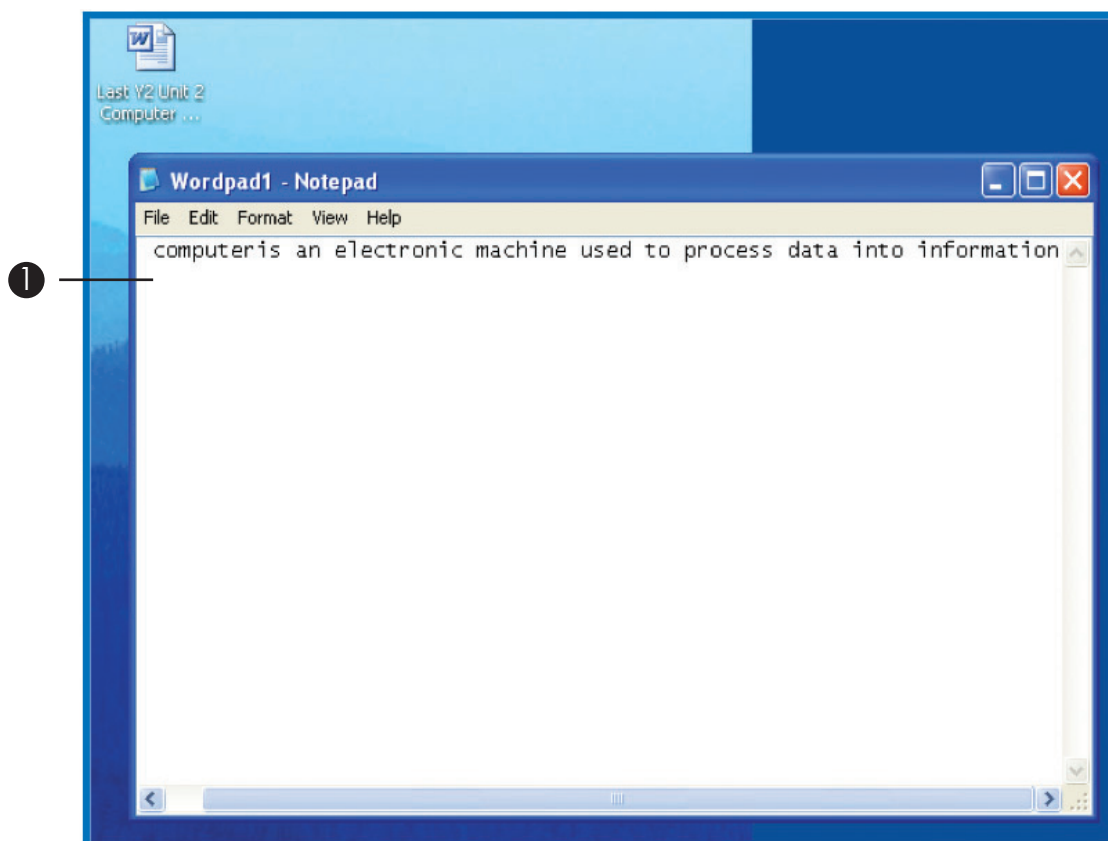 Last Y2 Unit 2
Computer ...
Wordpad1 - Notepad
File Edit Format View Help
computeris an electronic machine used to process data into information
1